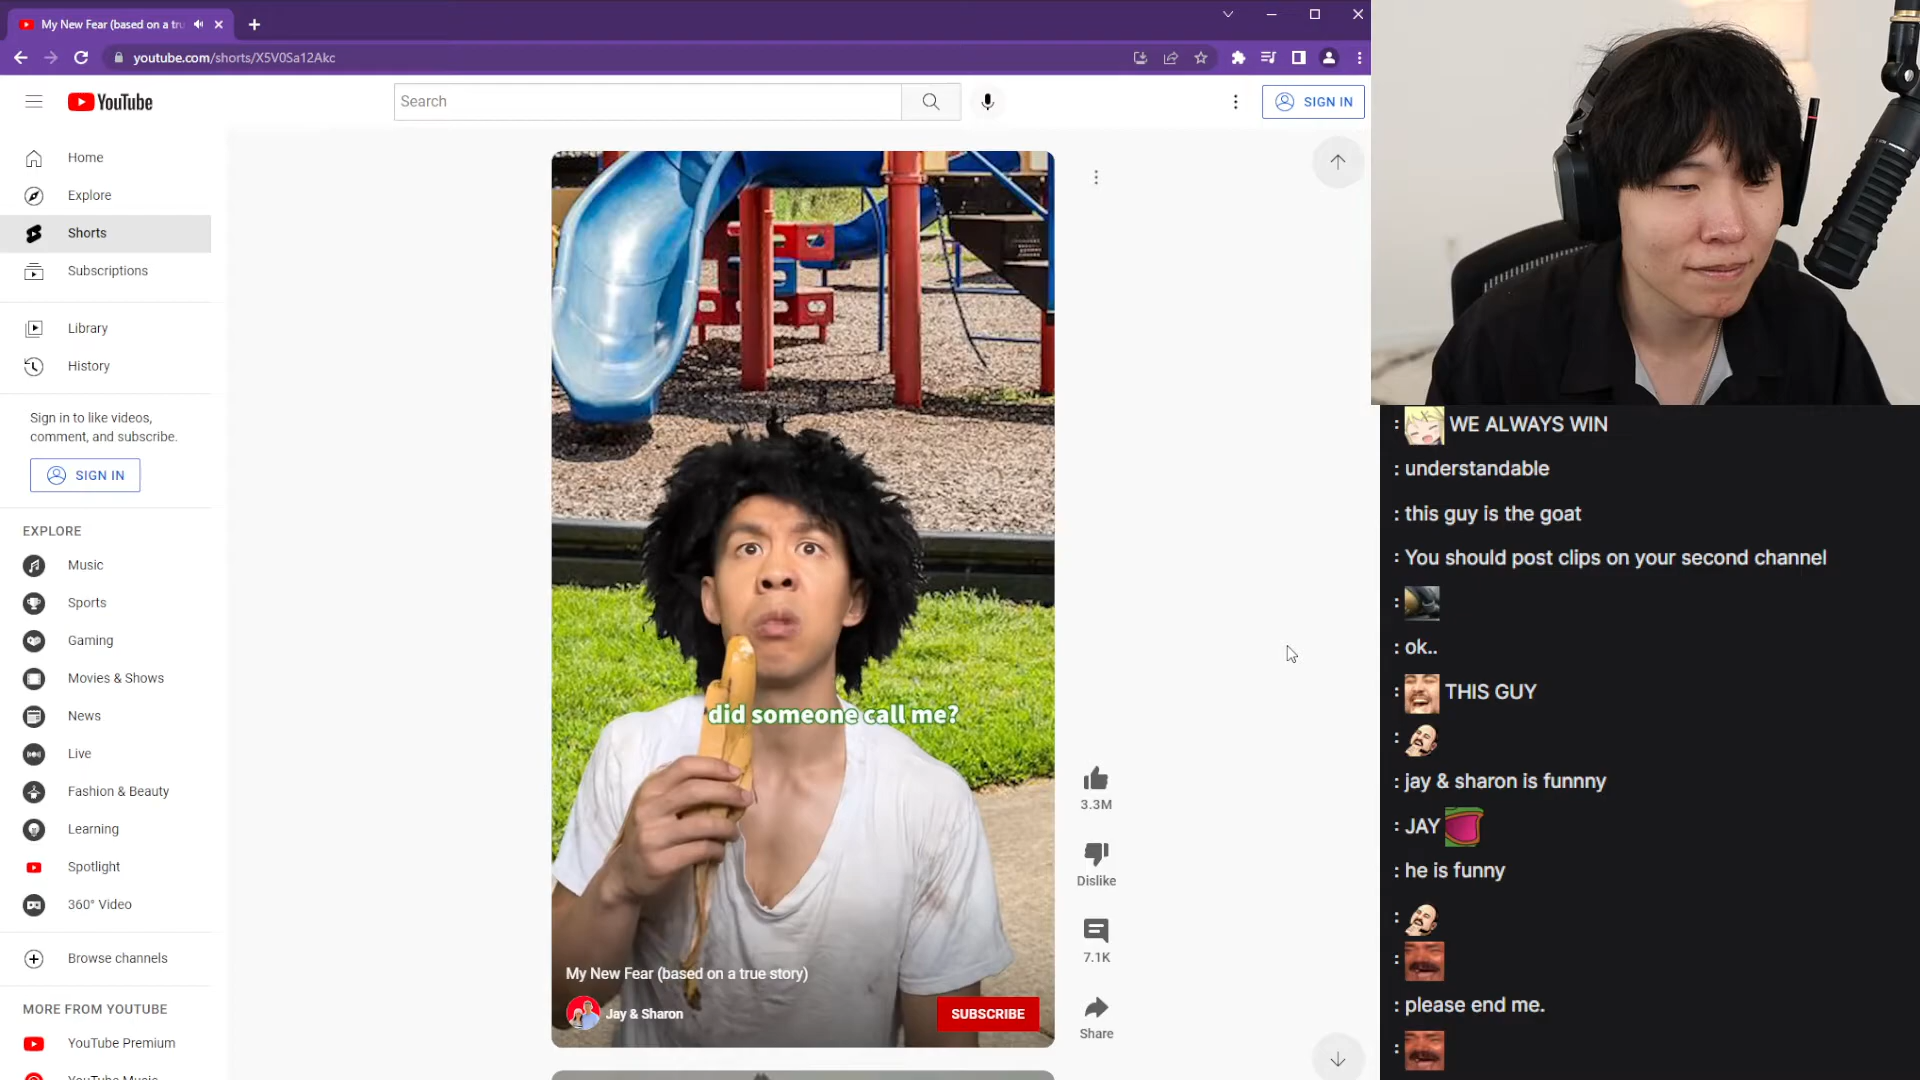 My New Fear (based on a tru
youtube.com/shorts/X5V0Sa12Akc
YouTube
Search
SIGN IN
Home
Explore
Shorts
Subscriptions
Library
History
Sign in to like videos,
comment, and subscribe.
SIGN IN
EXPLORE
Music
Sports
Gaming
Movies & Shows
News
Live
Fashion & Beauty
Learning
Spotlight
360° Video
Browse channels
MORE FROM YOUTUBE
YouTube Premium
YouTube Music
did someone call me?
My New Fear (based on a true story)
Jay & Sharon
SUBSCRIBE
3.3M
Dislike
7.1K
Share
: WE ALWAYS WIN
: understandable
: this guy is the goat
: You should post clips on your second channel
:
: ok..
: THIS GUY
:
: jay & sharon is funnny
: JAY
: he is funny
:
:
: please end me.
: